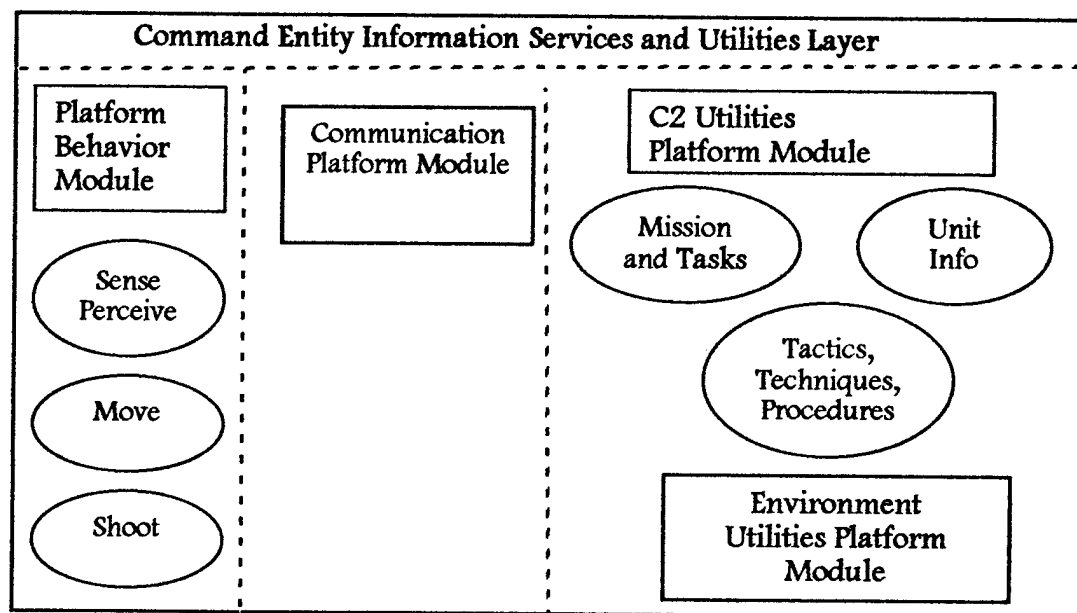 Command Entity Information Services and Utilities Layer
Platform
Behavior
Module
Sense
Perceive
Move
Shoot
Communication
Platform Module
C2 Utilities
Platform Module
Mission
and Tasks
Unit
Info
Tactics,
Techniques,
Procedures
Environment
Utilities Platform
Module